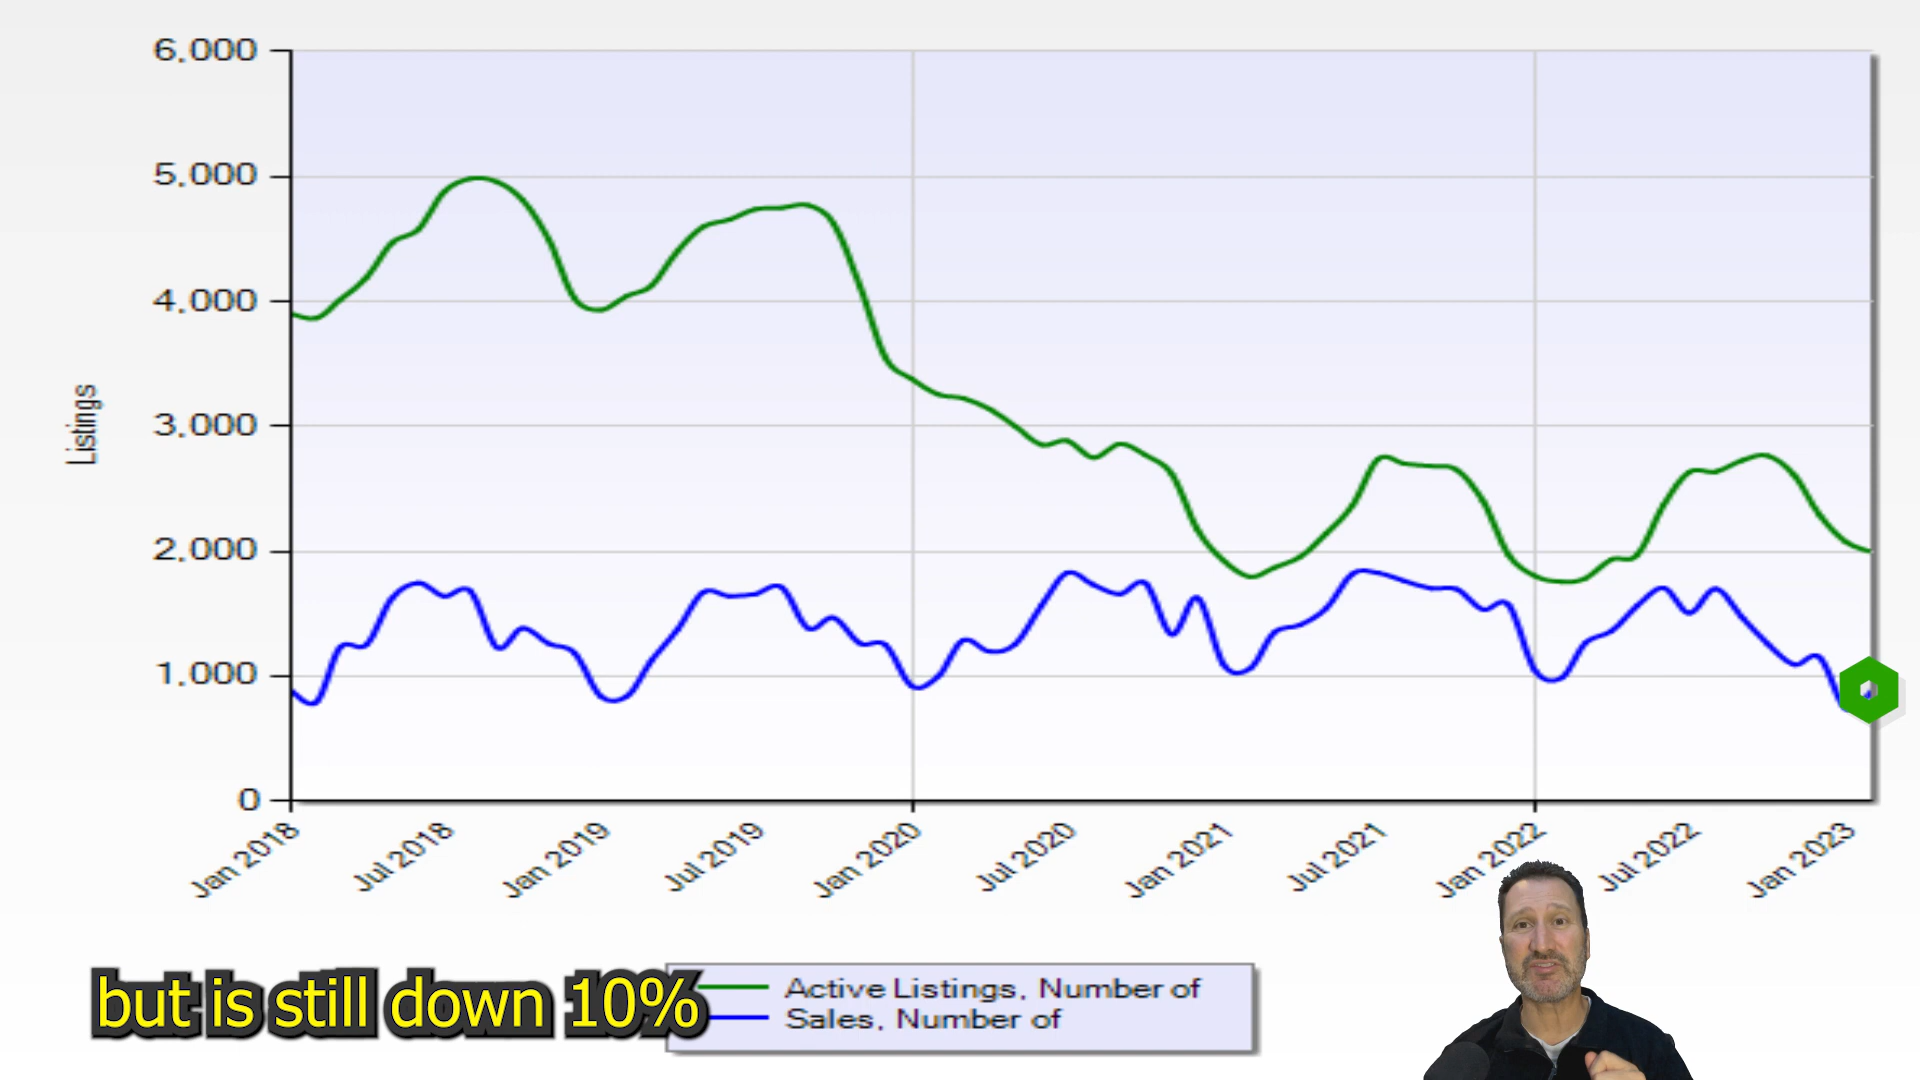 6,000
5,000
4,000
3,000
2,000
1,000
0
Listings
Jan 2018
Jul 2018
Jan 2019
Jul 2019
Jan 2020
Jul 2020
Jan 2021
Jul 2021
Jan 2022
Jul 2022
Jan 2023
but is still down 10%
Active Listings, Number of
Sales, Number of